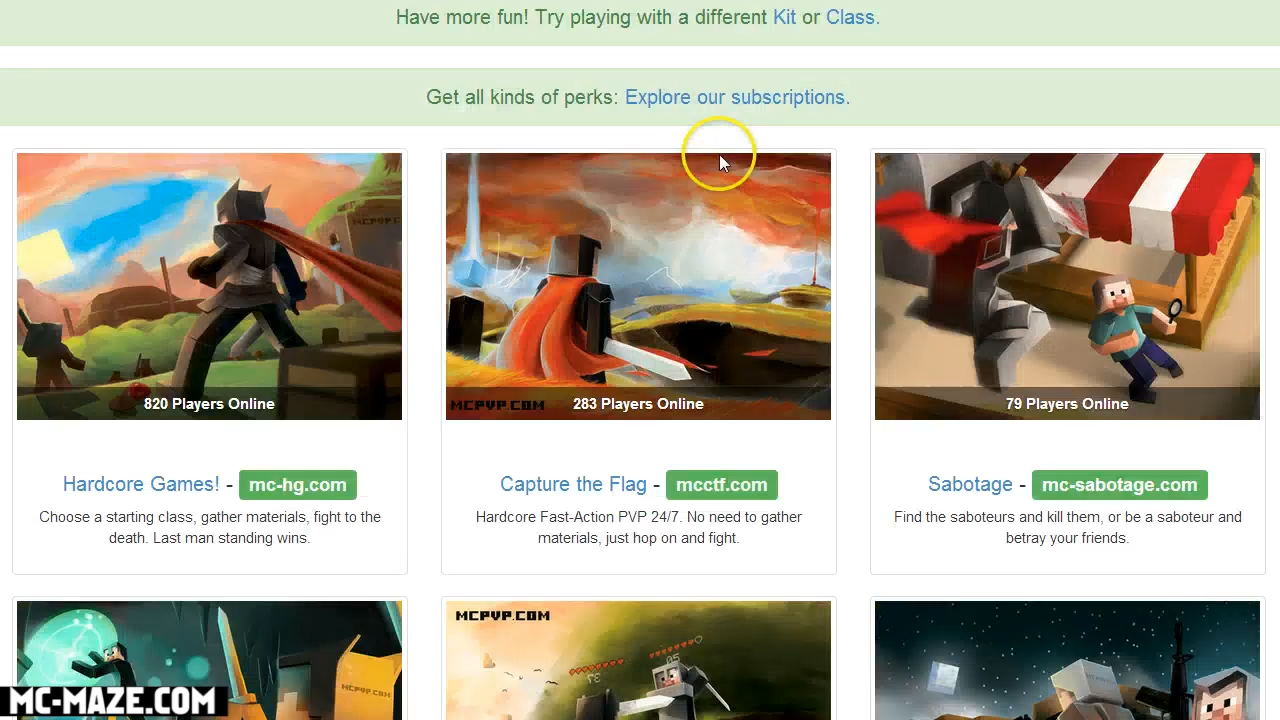 Have more fun! Try playing with a different Kit or Class.
Get all kinds of perks: Explore our subscriptions.
MCPVP.C
820 Players Online
MCPVP.COM
283 Players Online
79 Players Online
Hardcore Games! - mc-hg.com
Choose a starting class, gather materials, fight to the
death. Last man standing wins.
Capture the Flag - mcctf.com
Hardcore Fast-Action PVP 24/7. No need to gather
materials, just hop on and fight.
Sabotage - mc-sabotage.com
Find the saboteurs and kill them, or be a saboteur and
betray your friends.
MCPVP.COM
MCPVP.COM
MC-MAZE.COM